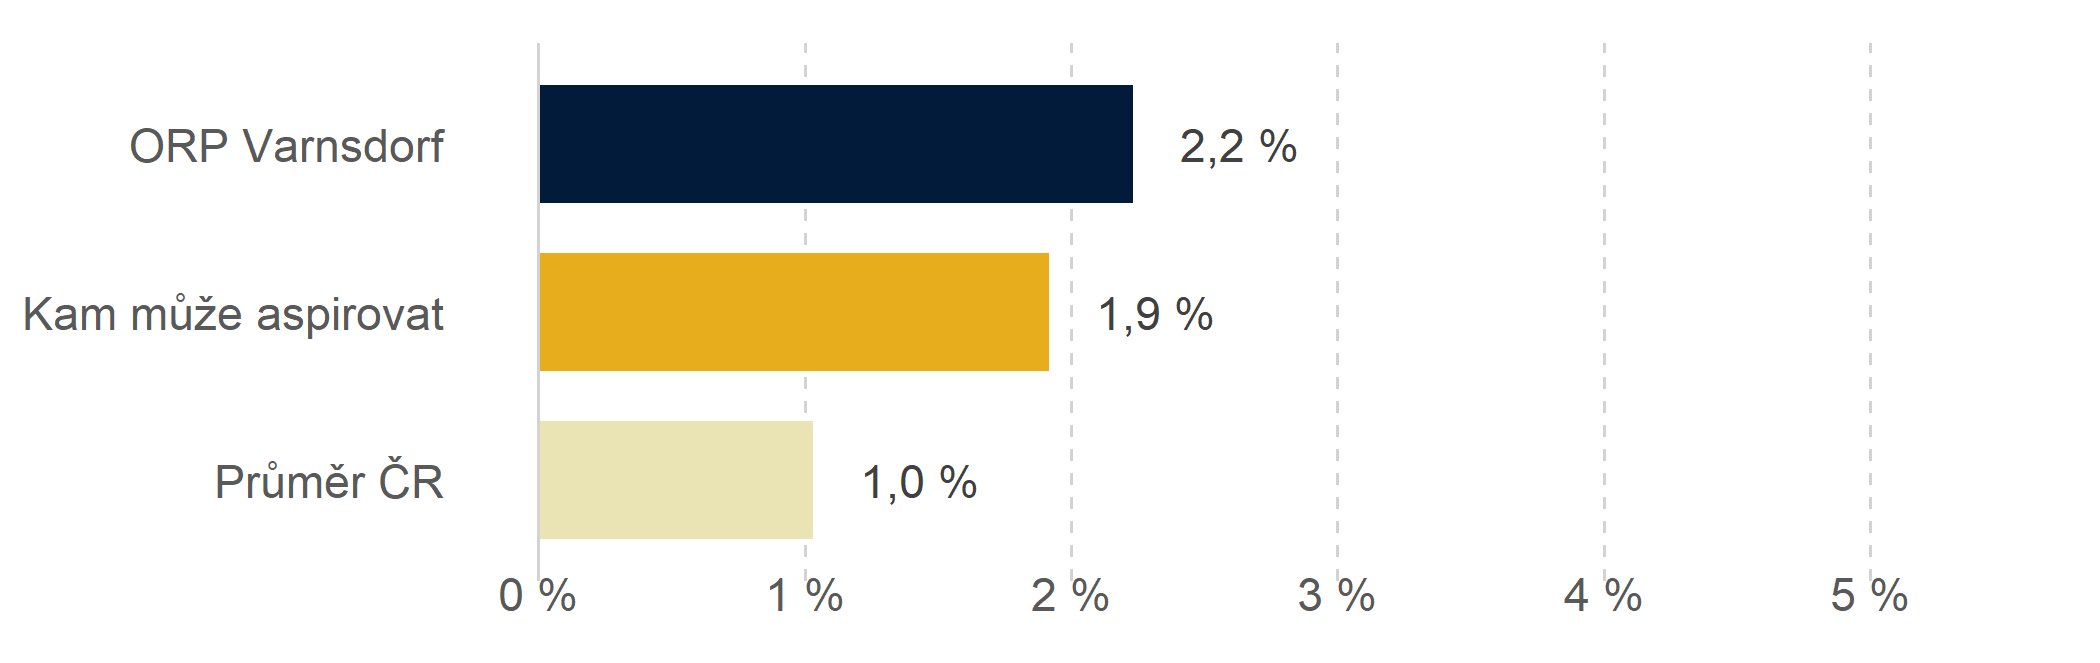 ORP Varnsdorf
2,2 %
Kam může aspirovat
1,9 %
Průměr ČR
1,0 %
0 % 1 % 2 % 3 % 4 % 5 %